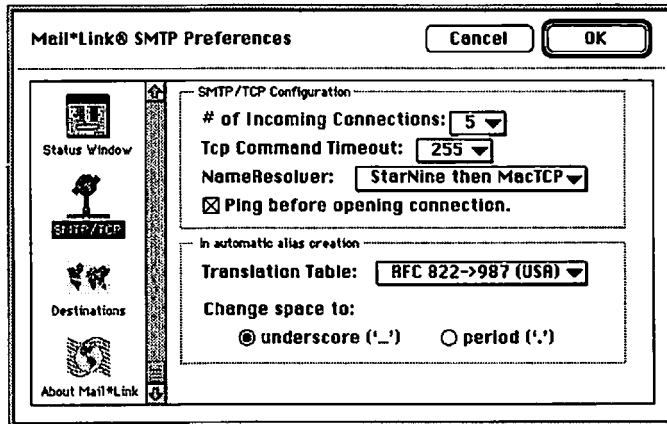 Mail*Link® SMTP Preferences
Cancel
OK
Status Window
SMTP/TCP
Destinations
About Mail*Link
SMTP/TCP Configuration
# of Incoming Connections: 5
Tcp Command Timeout: 255
NameResolver: StarNine then MacTCP
Ping before opening connection.
In automatic alias creation
Translation Table: RFC 822->987 (USA)
Change space to:
underscore ('_')
period ('.')